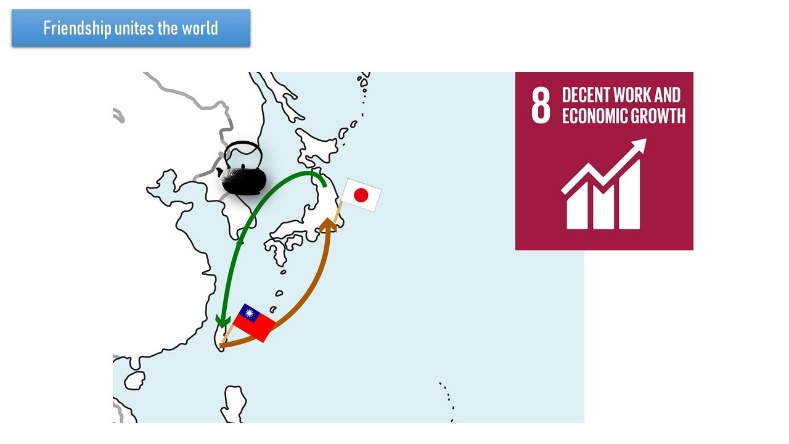 Friendship unites the world
8 DECENT WORK AND
ECONOMIC GROWTH